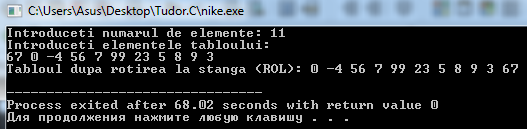 C:\Users\Asus\Desktop\Tudor.C\nike.exe
Introduceti numarul de elemente: 11
Introduceti elementele tabloului:
67 0 -4 56 7 99 23 5 8 9 3
Tabloul dupa rotirea la stanga (ROL): 0 -4 56 7 99 23 5 8 9 3 67
--------------------------------
Process exited after 68.02 seconds with return value 0
Для продолжения нажмите любую клавишу . . .